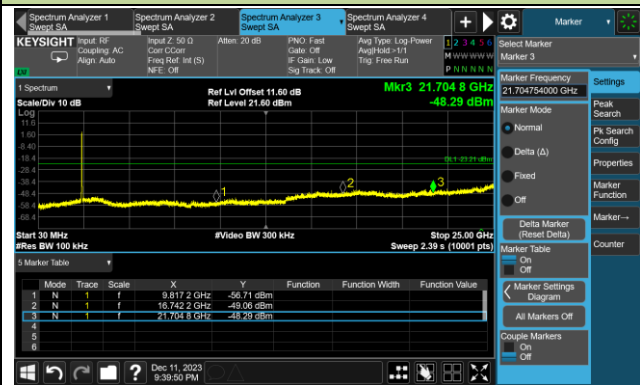 Spectrum Analyzer 1
Swept SA
Spectrum Analyzer 2
Swept SA
Spectrum Analyzer 3
Swept SA
Spectrum Analyzer 4
Swept SA
Marker
KEYSIGHT
Input: RF
Coupling: AC
Align: Auto
Input Z: 50 Ω
Corr CCorr
Freq Ref: Int (S)
NFE: Off
Atten: 20 dB
PNO: Fast
Gate: Off
IF Gain: Low
Sig Track: Off
Avg Type: Log-Power
Avg|Hold:>1/1
Trig: Free Run
1 2 3 4 5 6
M W W W W W
P N N N N N
Select Marker
Marker 3
1 Spectrum
Scale/Div 10 dB
Ref Lvl Offset 11.60 dB
Ref Level 21.60 dBm
Mkr3 21.704 8 GHz
-48.29 dBm
Log
11.6
1.60
-8.40
-18.4
-28.4
-38.4
-48.4
-58.4
-68.4
DL1 -23.21 dBm
1
2
3
Start 30 MHz
#Res BW 100 kHz
#Video BW 300 kHz
Stop 25.00 GHz
Sweep 2.39 s (10001 pts)
5 Marker Table
Mode Trace Scale X Y Function Function Width Function Value
1 N 1 f 9.817 2 GHz -56.71 dBm
2 N 1 f 16.742 2 GHz -49.06 dBm
3 N 1 f 21.704 8 GHz -48.29 dBm
4
5
6
Marker Frequency
21.704754000 GHz
Marker Mode
Normal
Delta (Δ)
Fixed
Off
Delta Marker
(Reset Delta)
Marker Table
On
Off
Marker Settings
Diagram
All Markers Off
Couple Markers
On
Off
Settings
Peak
Search
Pk Search
Config
Properties
Marker
Function
Marker→
Counter
Dec 11, 2023
9:39:50 PM